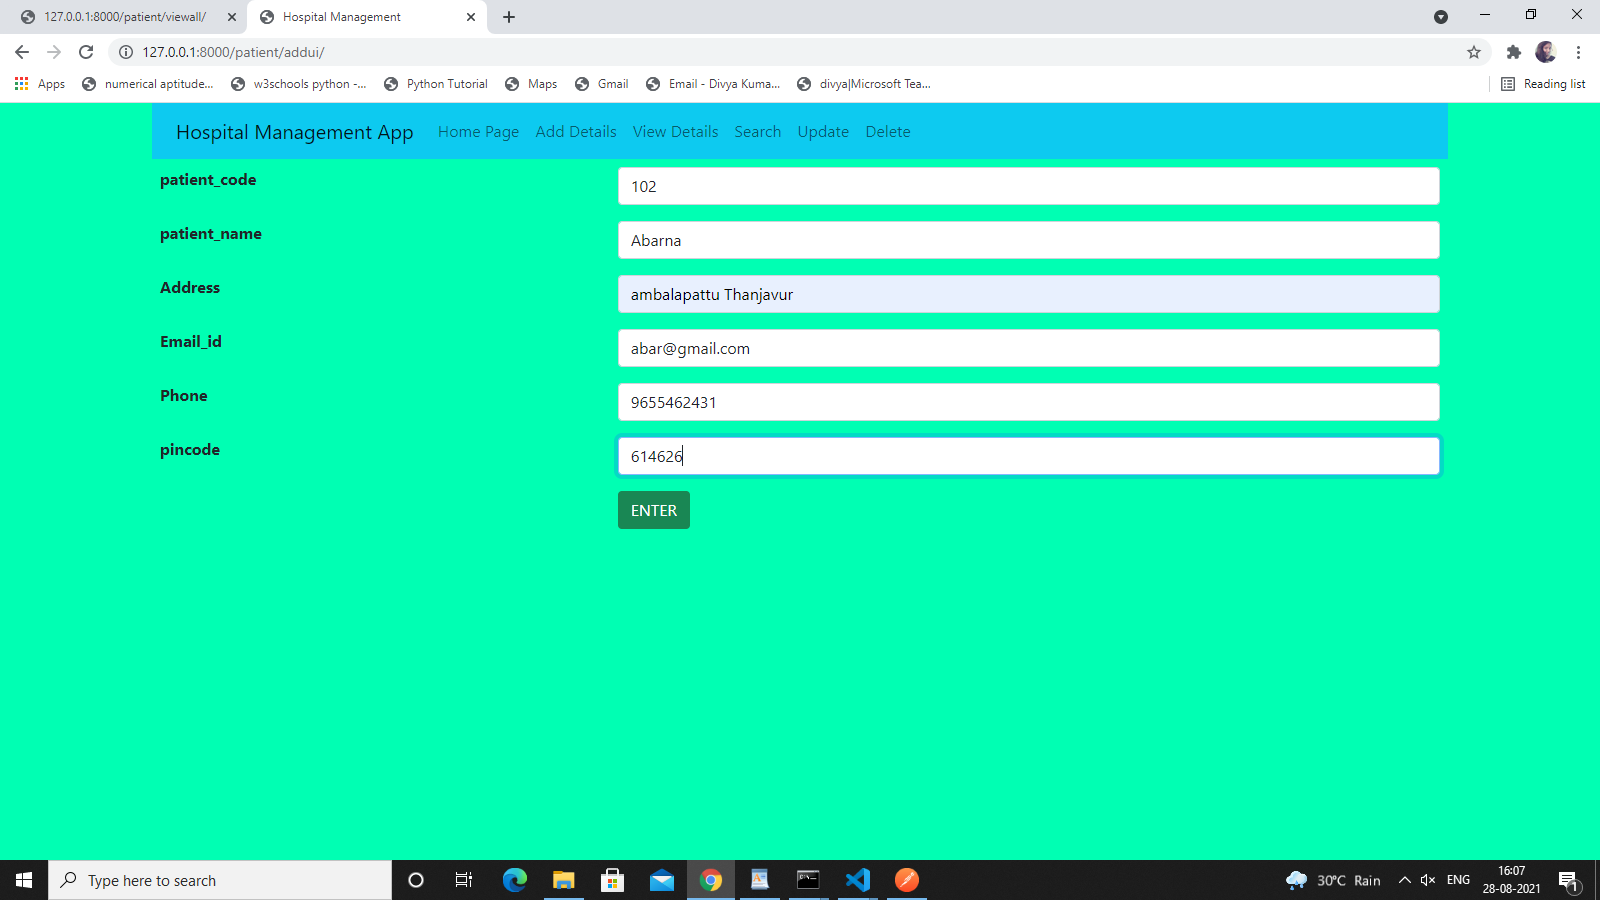 127.0.0.1:8000/patient/viewall/
Hospital Management
127.0.0.1:8000/patient/addui/
Apps
numerical aptitude...
w3schools python -...
Python Tutorial
Maps
Gmail
Email - Divya Kuma...
divya|Microsoft Tea...
Reading list
Hospital Management App
Home Page
Add Details
View Details
Search
Update
Delete
patient_code
102
patient_name
Abarna
Address
ambalapattu Thanjavur
Email_id
abar@gmail.com
Phone
9655462431
pincode
614626
ENTER
Type here to search
30°C Rain
ENG
16:07
28-08-2021
1